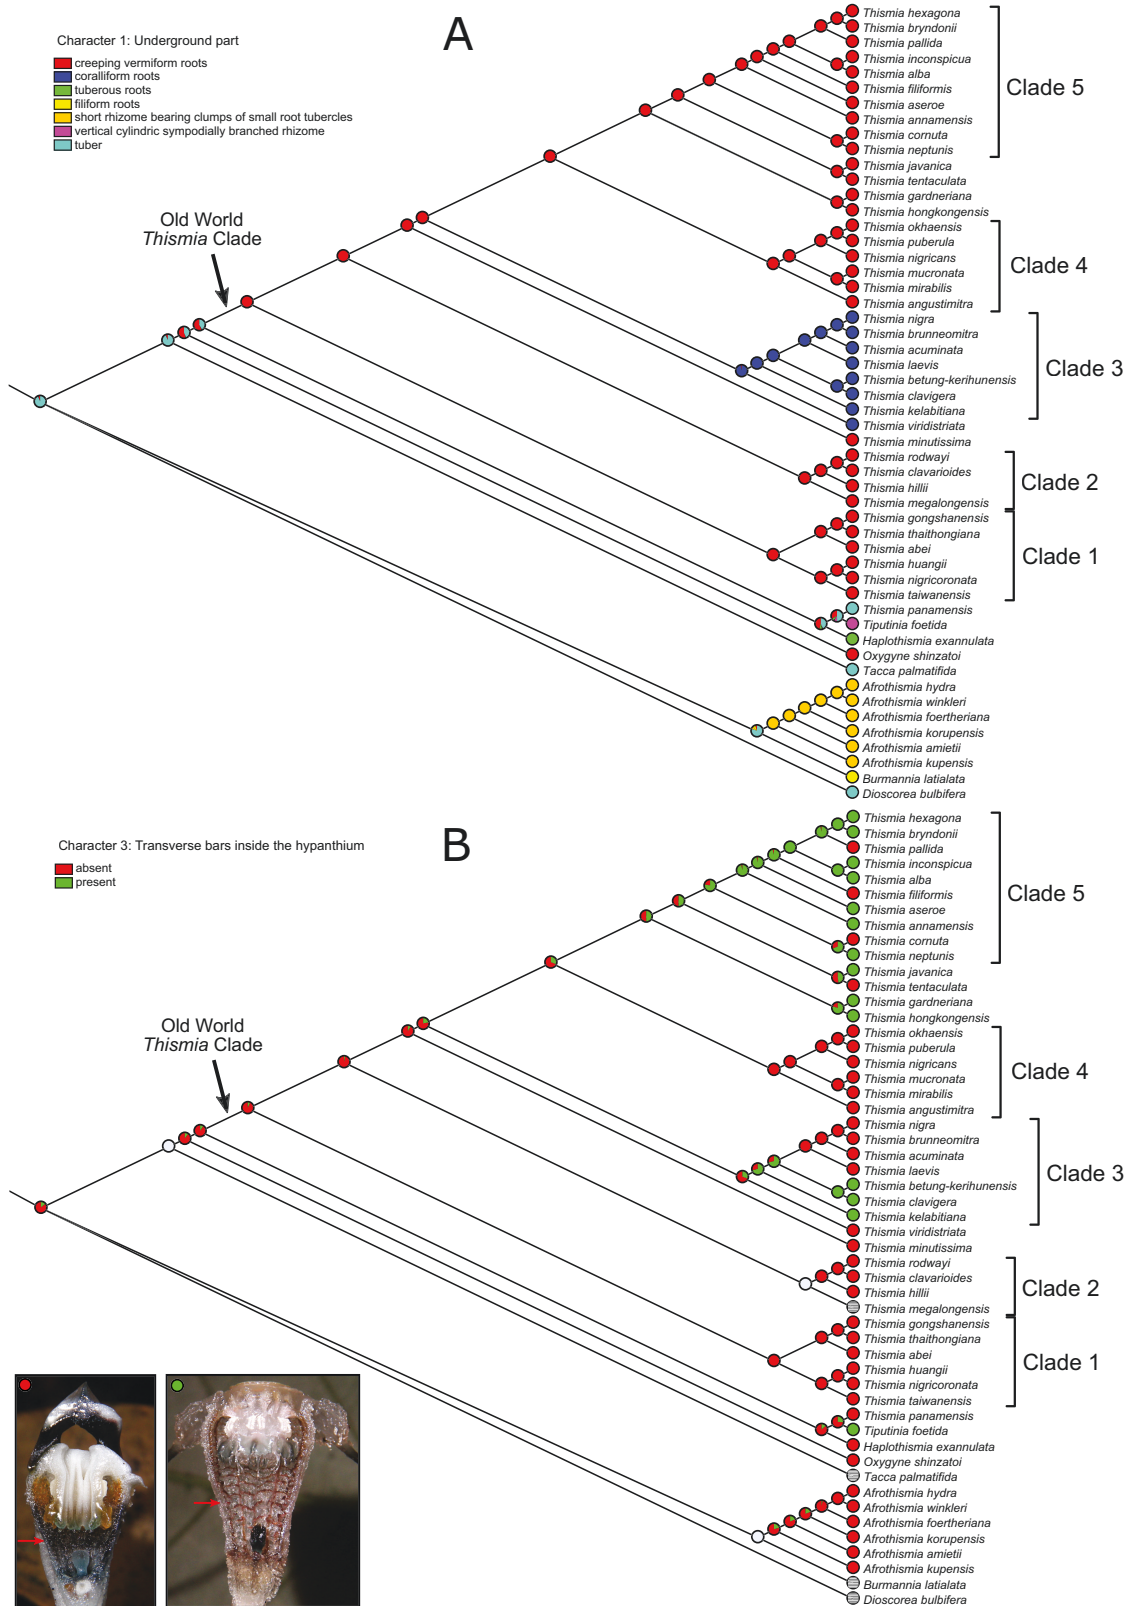 A
Character 1: Underground part
creeping vermiform roots
coralliform roots
tuberous roots
filiform roots
short rhizome bearing clumps of small root tubercles
vertical cylindric sympodially branched rhizome
tuber
Old World
Thismia Clade
Thismia hexagona
Thismia bryndonii
Thismia pallida
Thismia inconspicua
Thismia alba
Thismia filiformis
Thismia aseroe
Thismia annamensis
Thismia cornuta
Thismia neptunis
Thismia javanica
Thismia tentaculata
Thismia gardneriana
Thismia hongkongensis
Thismia okhaensis
Thismia puberula
Thismia nigricans
Thismia mucronata
Thismia mirabilis
Thismia angustimitra
Thismia nigra
Thismia brunneomitra
Thismia acuminata
Thismia laevis
Thismia betung-kerihunensis
Thismia clavigera
Thismia kelabitiana
Thismia viridistriata
Thismia minutissima
Thismia rodwayi
Thismia clavarioides
Thismia hillii
Thismia megalongensis
Thismia gongshanensis
Thismia thaithongiana
Thismia abei
Thismia huangii
Thismia nigricoronata
Thismia taiwanensis
Thismia panamensis
Tiputinia foetida
Haplothismia exannulata
Oxygyne shinzatoi
Tacca palmatifida
Afrothismia hydra
Afrothismia winkleri
Afrothismia foertheriana
Afrothismia korupensis
Afrothismia amietii
Afrothismia kupensis
Burmannia latialata
Dioscorea bulbifera
Clade 5
Clade 4
Clade 3
Clade 2
Clade 1
B
Character 3: Transverse bars inside the hypanthium
absent
present
Old World
Thismia Clade
Thismia hexagona
Thismia bryndonii
Thismia pallida
Thismia inconspicua
Thismia alba
Thismia filiformis
Thismia aseroe
Thismia annamensis
Thismia cornuta
Thismia neptunis
Thismia javanica
Thismia tentaculata
Thismia gardneriana
Thismia hongkongensis
Thismia okhaensis
Thismia puberula
Thismia nigricans
Thismia mucronata
Thismia mirabilis
Thismia angustimitra
Thismia nigra
Thismia brunneomitra
Thismia acuminata
Thismia laevis
Thismia betung-kerihunensis
Thismia clavigera
Thismia kelabitiana
Thismia viridistriata
Thismia minutissima
Thismia rodwayi
Thismia clavarioides
Thismia hillii
Thismia megalongensis
Thismia gongshanensis
Thismia thaithongiana
Thismia abei
Thismia huangii
Thismia nigricoronata
Thismia taiwanensis
Thismia panamensis
Tiputinia foetida
Haplothismia exannulata
Oxygyne shinzatoi
Tacca palmatifida
Afrothismia hydra
Afrothismia winkleri
Afrothismia foertheriana
Afrothismia korupensis
Afrothismia amietii
Afrothismia kupensis
Burmannia latialata
Dioscorea bulbifera
Clade 5
Clade 4
Clade 3
Clade 2
Clade 1